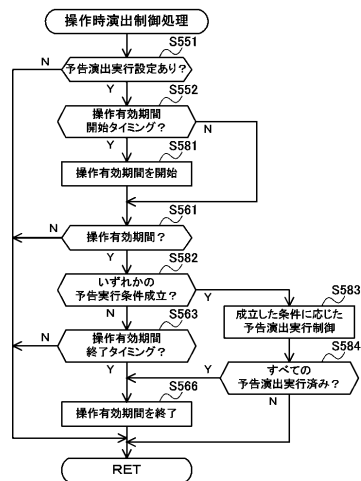 操作時演出制御処理
S551
N
予告演出実行設定あり？
Y
S552
操作有効期間
開始タイミング？
N
Y
S581
操作有効期間を開始
S561
N
操作有効期間？
Y
S582
いずれかの
予告実行条件成立？
Y
S583
N
S563
成立した条件に応じた
予告演出実行制御
N
操作有効期間
終了タイミング？
S584
Y
Y
すべての
予告演出実行済み？
S566
N
操作有効期間を終了
RET